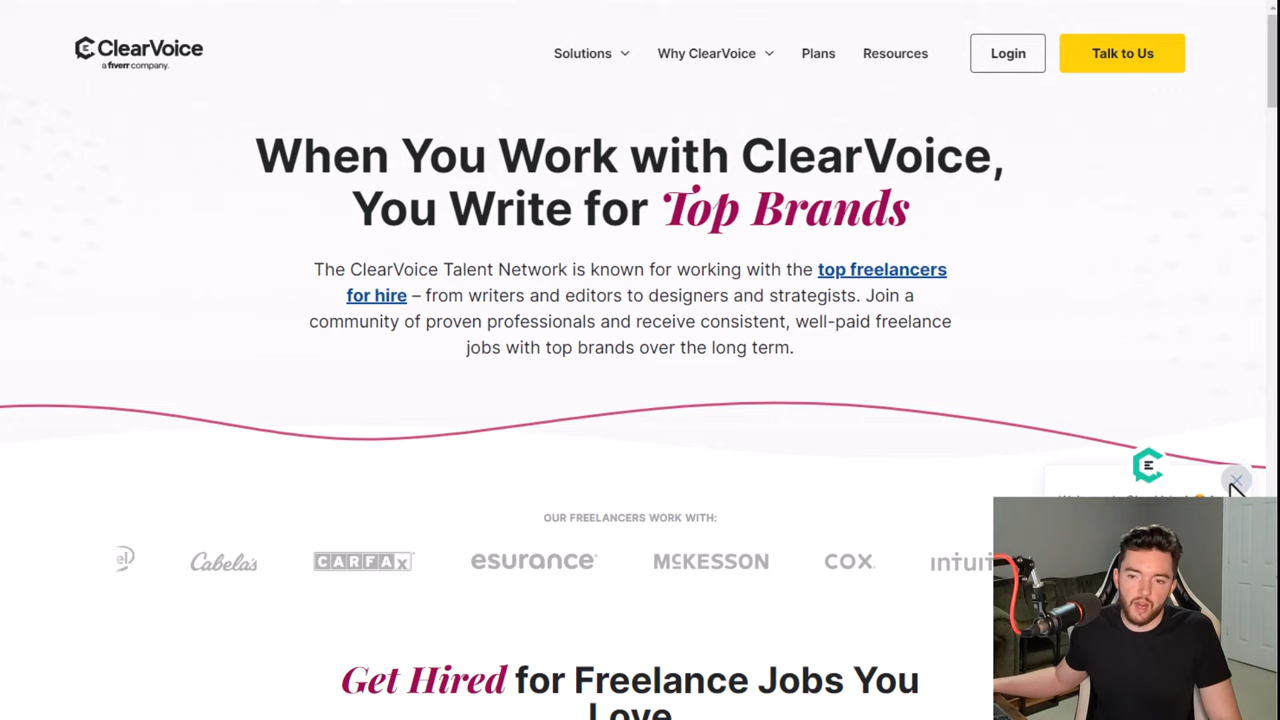 ClearVoice
a fiverr company.
Solutions
Why ClearVoice
Plans
Resources
Login
Talk to Us
When You Work with ClearVoice,
You Write for Top Brands
The ClearVoice Talent Network is known for working with the top freelancers
for hire – from writers and editors to designers and strategists. Join a
community of proven professionals and receive consistent, well-paid freelance
jobs with top brands over the long term.
OUR FREELANCERS WORK WITH:
Cabela's
CARFAX
esurance
MCKESSON
COX
intuit
Get Hired for Freelance Jobs You
Love